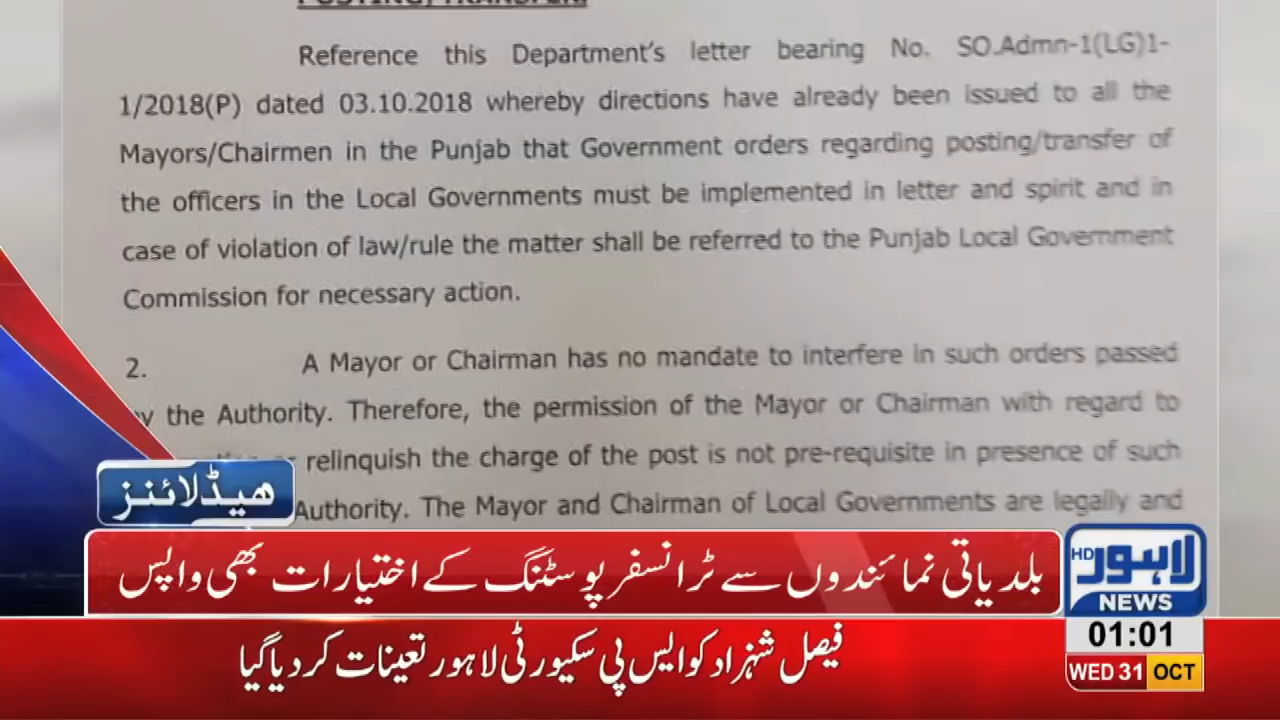 POSTING/TRANSFER.
Reference this Department's letter bearing No. SO.Admn-1(LG)1-
1/2018(P) dated 03.10.2018 whereby directions have already been issued to all the
Mayors/Chairmen in the Punjab that Government orders regarding posting/transfer of
the officers in the Local Governments must be implemented in letter and spirit and in
case of violation of law/rule the matter shall be referred to the Punjab Local Government
Commission for necessary action.
2. A Mayor or Chairman has no mandate to interfere in such orders passed
the Authority. Therefore, the permission of the Mayor or Chairman with regard to
relinquish the charge of the post is not pre-requisite in presence of such
Authority. The Mayor and Chairman of Local Governments are legally and
ھیڈلائنز
بلدیاتی نمائندوں سے ٹرانسفر پوسٹنگ کے اختیارات بھی واپس
HD لاہور
NEWS
فیصل شہزاد کو ایس پی سکیورٹی لاہور تعینات کر دیا گیا
01:01
WED 31 OCT